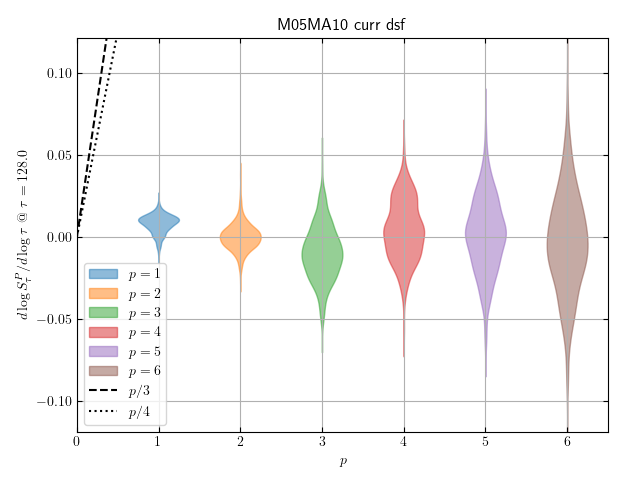 M05MA10 curr dsf
d log S_τ^p / d log τ @ τ = 128.0
0.10
0.05
0.00
−0.05
−0.10
p = 1
p = 2
p = 3
p = 4
p = 5
p = 6
p/3
p/4
0 1 2 3 4 5 6
p